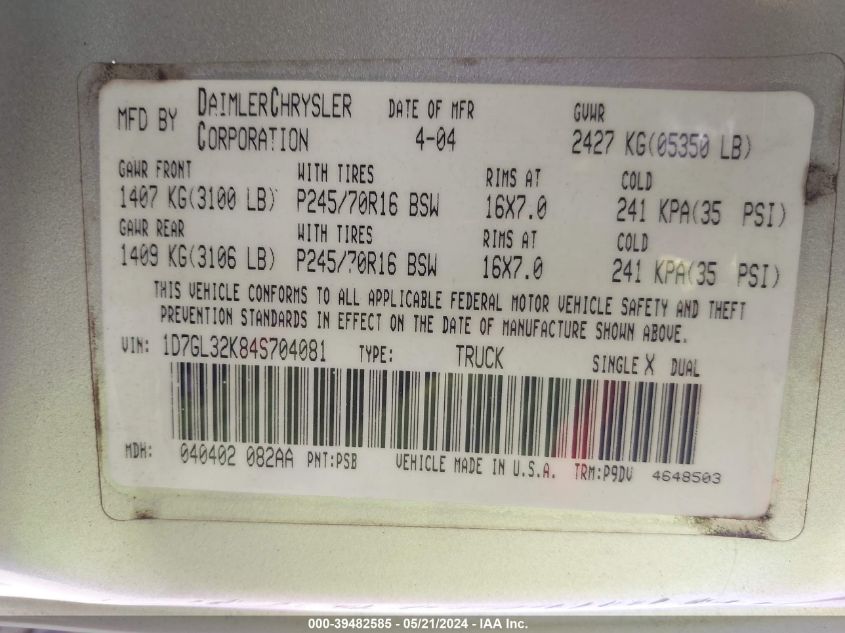 MFD BY DAIMLERCHRYSLER CORPORATION DATE OF MFR 4-04 GVWR 2427 KG(05350 LB)
GAWR FRONT WITH TIRES RIMS AT COLD
1407 KG(3100 LB) P245/70R16 BSW 16X7.0 241 KPA(35 PSI)
GAWR REAR WITH TIRES RIMS AT COLD
1409 KG(3106 LB) P245/70R16 BSW 16X7.0 241 KPA(35 PSI)
THIS VEHICLE CONFORMS TO ALL APPLICABLE FEDERAL MOTOR VEHICLE SAFETY AND THEFT
PREVENTION STANDARDS IN EFFECT ON THE DATE OF MANUFACTURE SHOWN ABOVE.
VIN: 1D7GL32K84S704081 TYPE: TRUCK SINGLE X DUAL
MDH: 040402 082AA PNT:PSB VEHICLE MADE IN U.S.A. TRM:P9DV 4648503
000-39482585 - 05/21/2024 - IAA Inc.